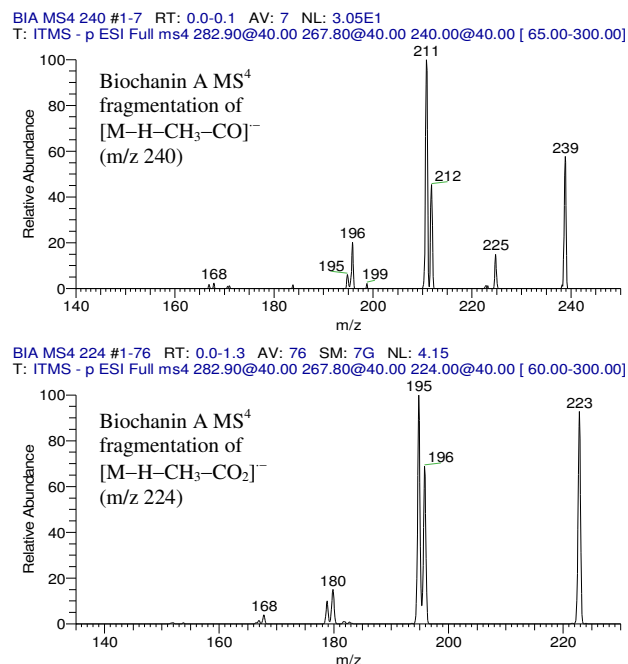 BIA MS4 240 #1-7 RT: 0.0-0.1 AV: 7 NL: 3.05E1
T: ITMS - p ESI Full ms4 282.90@40.00 267.80@40.00 240.00@40.00 [ 65.00-300.00]
211
100
Biochanin A MS⁴
fragmentation of
[M–H–CH₃–CO]·–
(m/z 240)
80
239
60
212
40
196
20
225
195
199
168
0
140 160 180 200 220 240
m/z
Relative Abundance
BIA MS4 224 #1-76 RT: 0.0-1.3 AV: 76 SM: 7G NL: 4.15
T: ITMS - p ESI Full ms4 282.90@40.00 267.80@40.00 224.00@40.00 [ 60.00-300.00]
195
100
223
Biochanin A MS⁴
fragmentation of
[M–H–CH₃–CO₂]·–
(m/z 224)
80
196
60
40
20
180
168
0
140 160 180 200 220
m/z
Relative Abundance